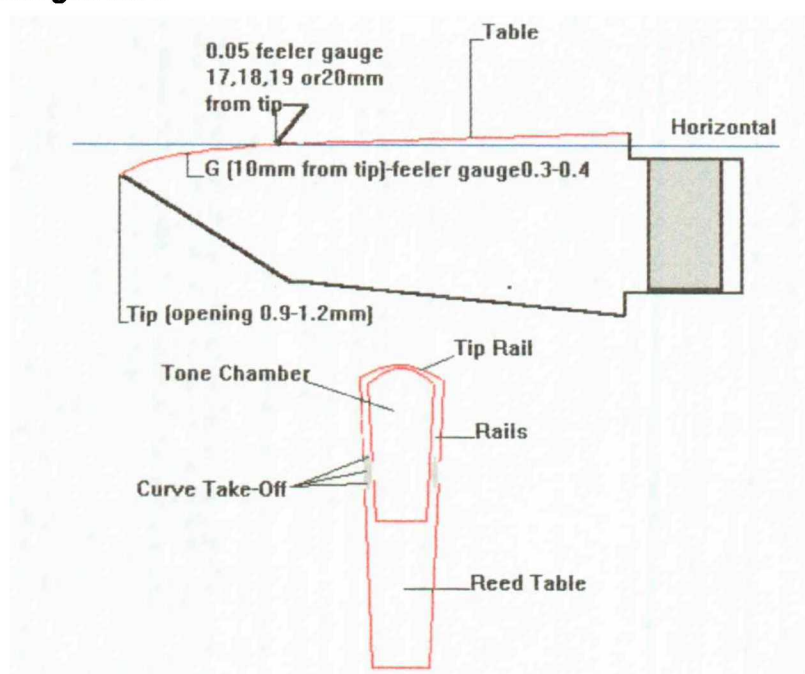 Table
0.05 feeler gauge
17,18,19 or20mm
from tip
Horizontal
G (10mm from tip)-feeler gauge0.3-0.4
Tip (opening 0.9-1.2mm)
Tip Rail
Tone Chamber
Rails
Curve Take-Off
Reed Table